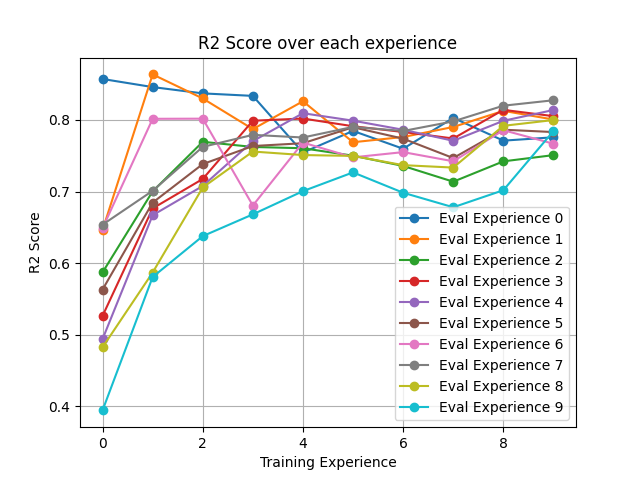 R2 Score over each experience
R2 Score
0.8
0.7
0.6
0.5
0.4
0
2
4
6
8
Training Experience
Eval Experience 0
Eval Experience 1
Eval Experience 2
Eval Experience 3
Eval Experience 4
Eval Experience 5
Eval Experience 6
Eval Experience 7
Eval Experience 8
Eval Experience 9